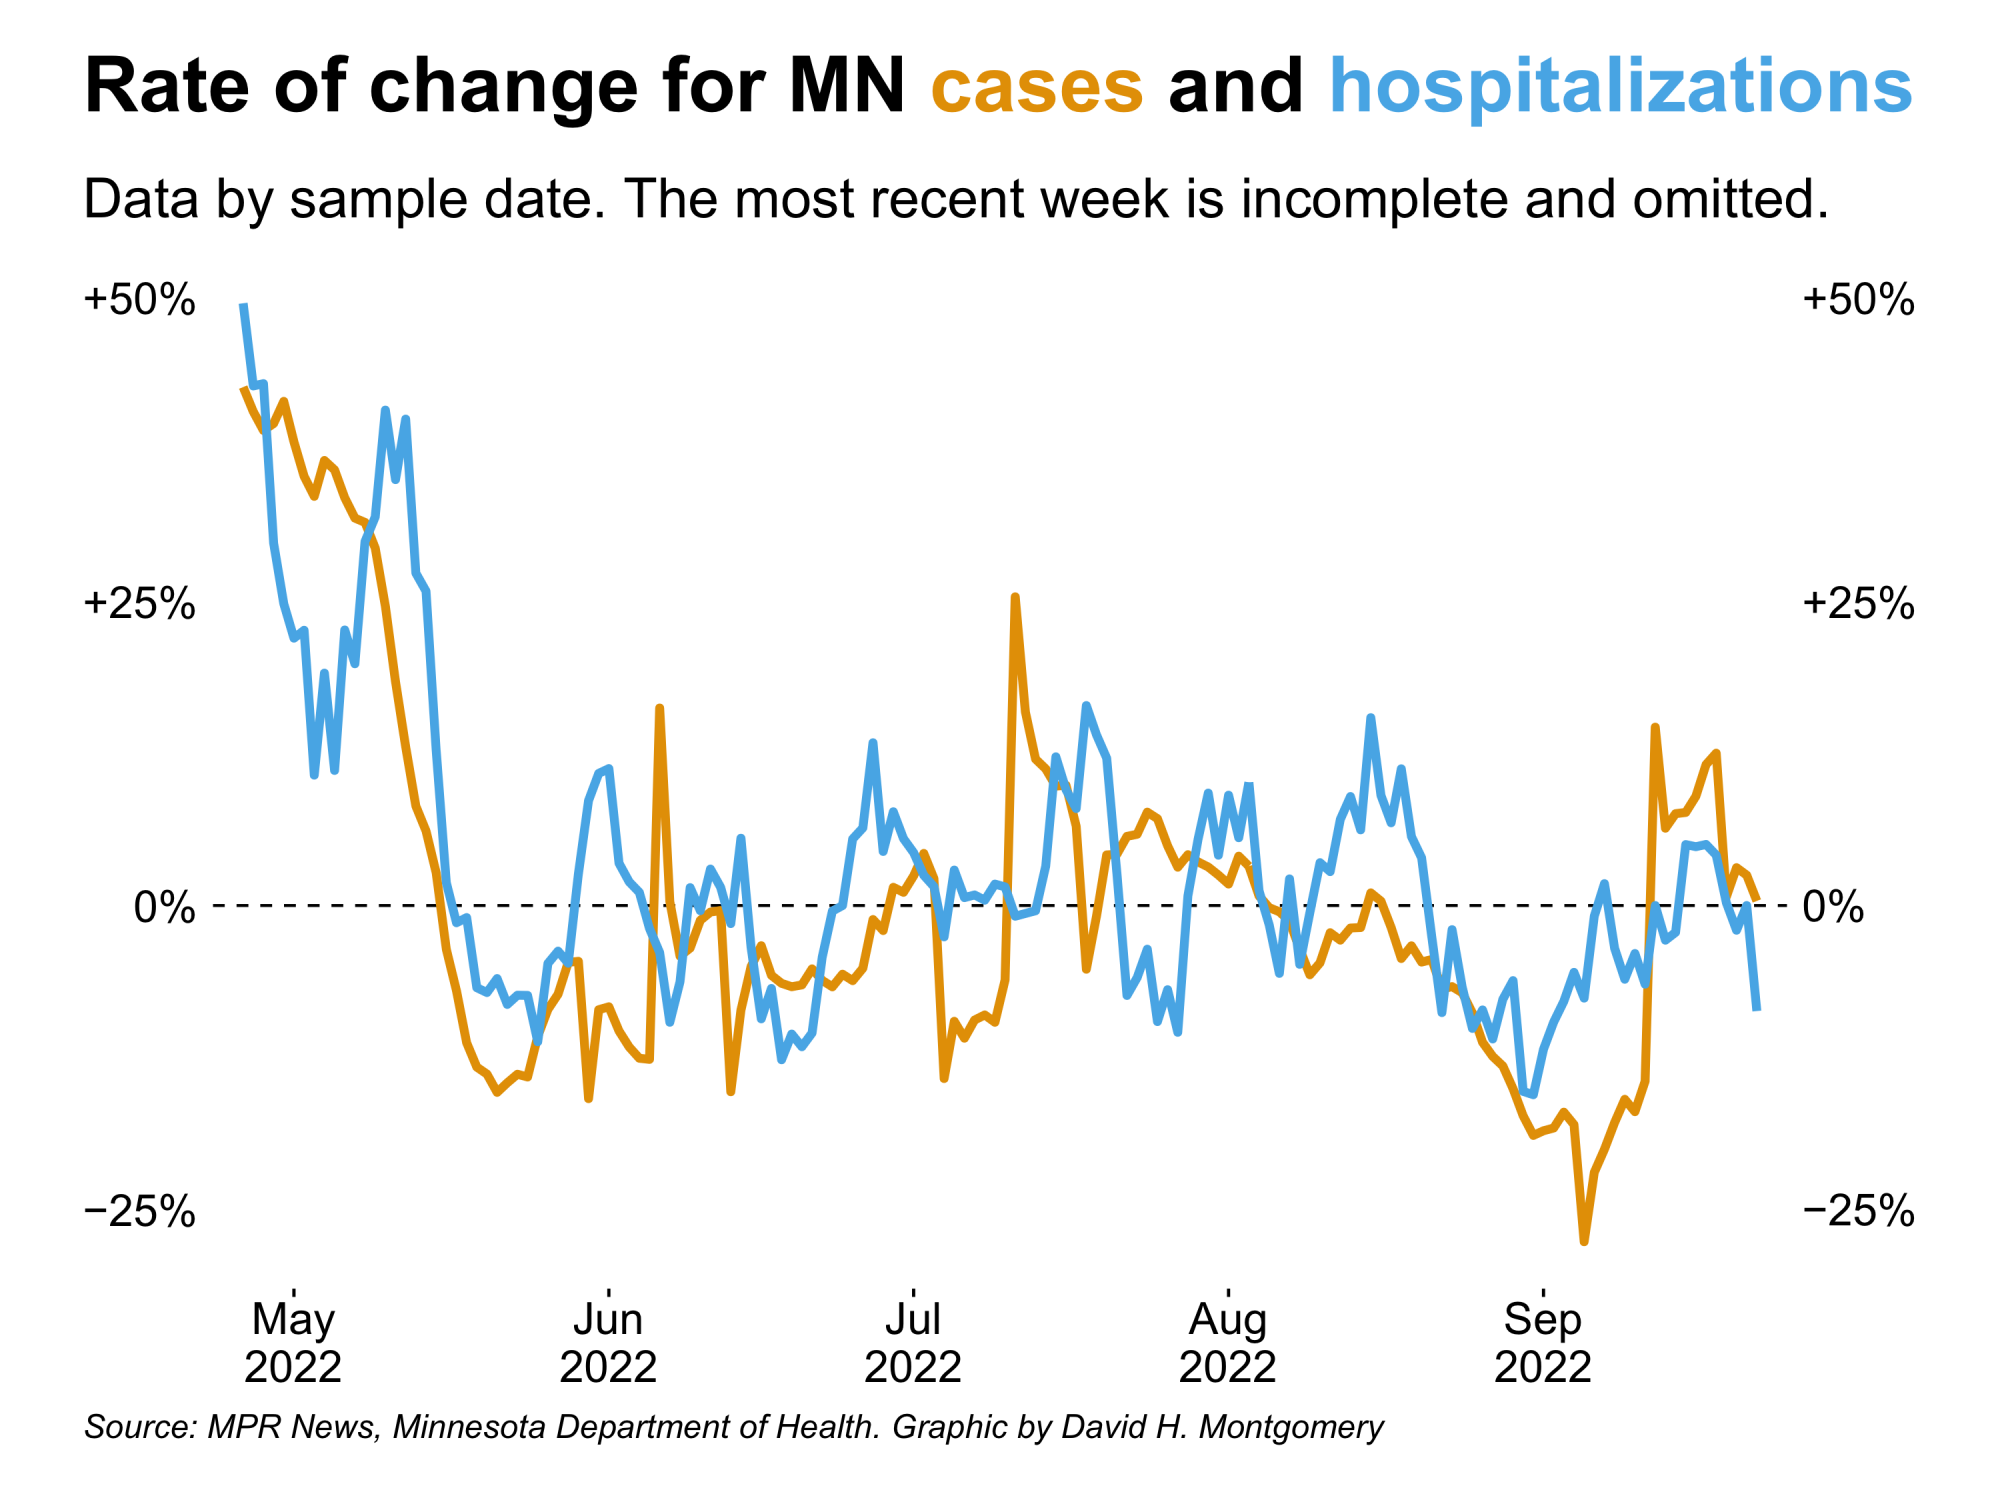 Rate of change for MN cases and hospitalizations
Data by sample date. The most recent week is incomplete and omitted.
+50% +50%
+25% +25%
0% 0%
−25% −25%
May Jun Jul Aug Sep
2022 2022 2022 2022 2022
Source: MPR News, Minnesota Department of Health. Graphic by David H. Montgomery